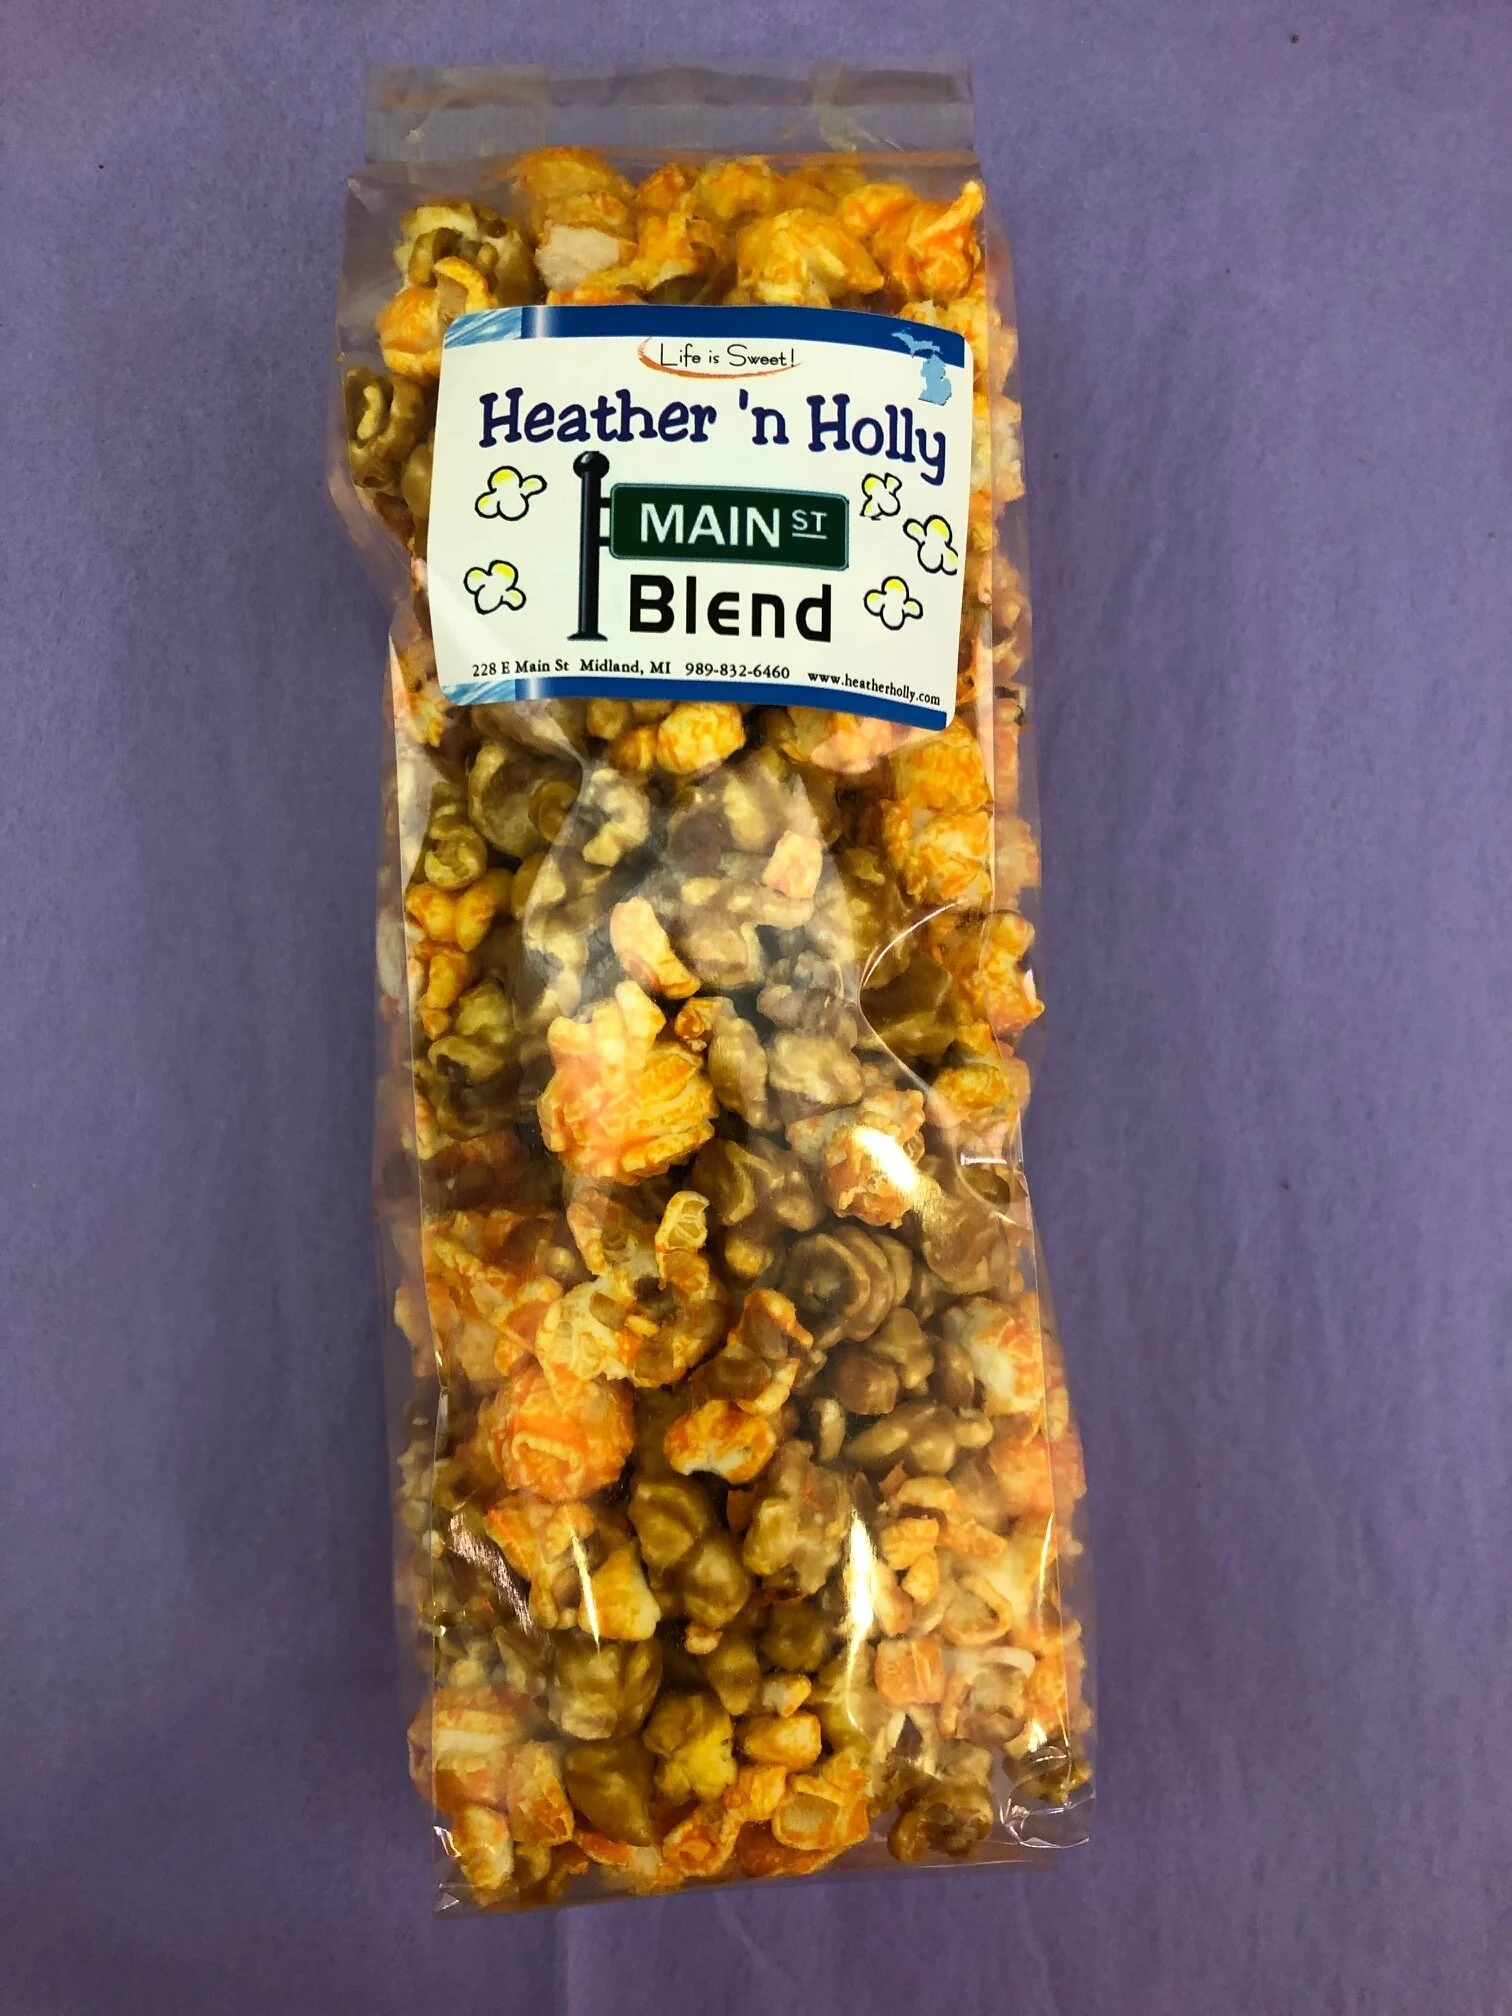 Life is Sweet!
Heather 'n Holly
MAIN ST
Blend
228 E Main St Midland, MI 989-832-6460 www.heatherholly.com